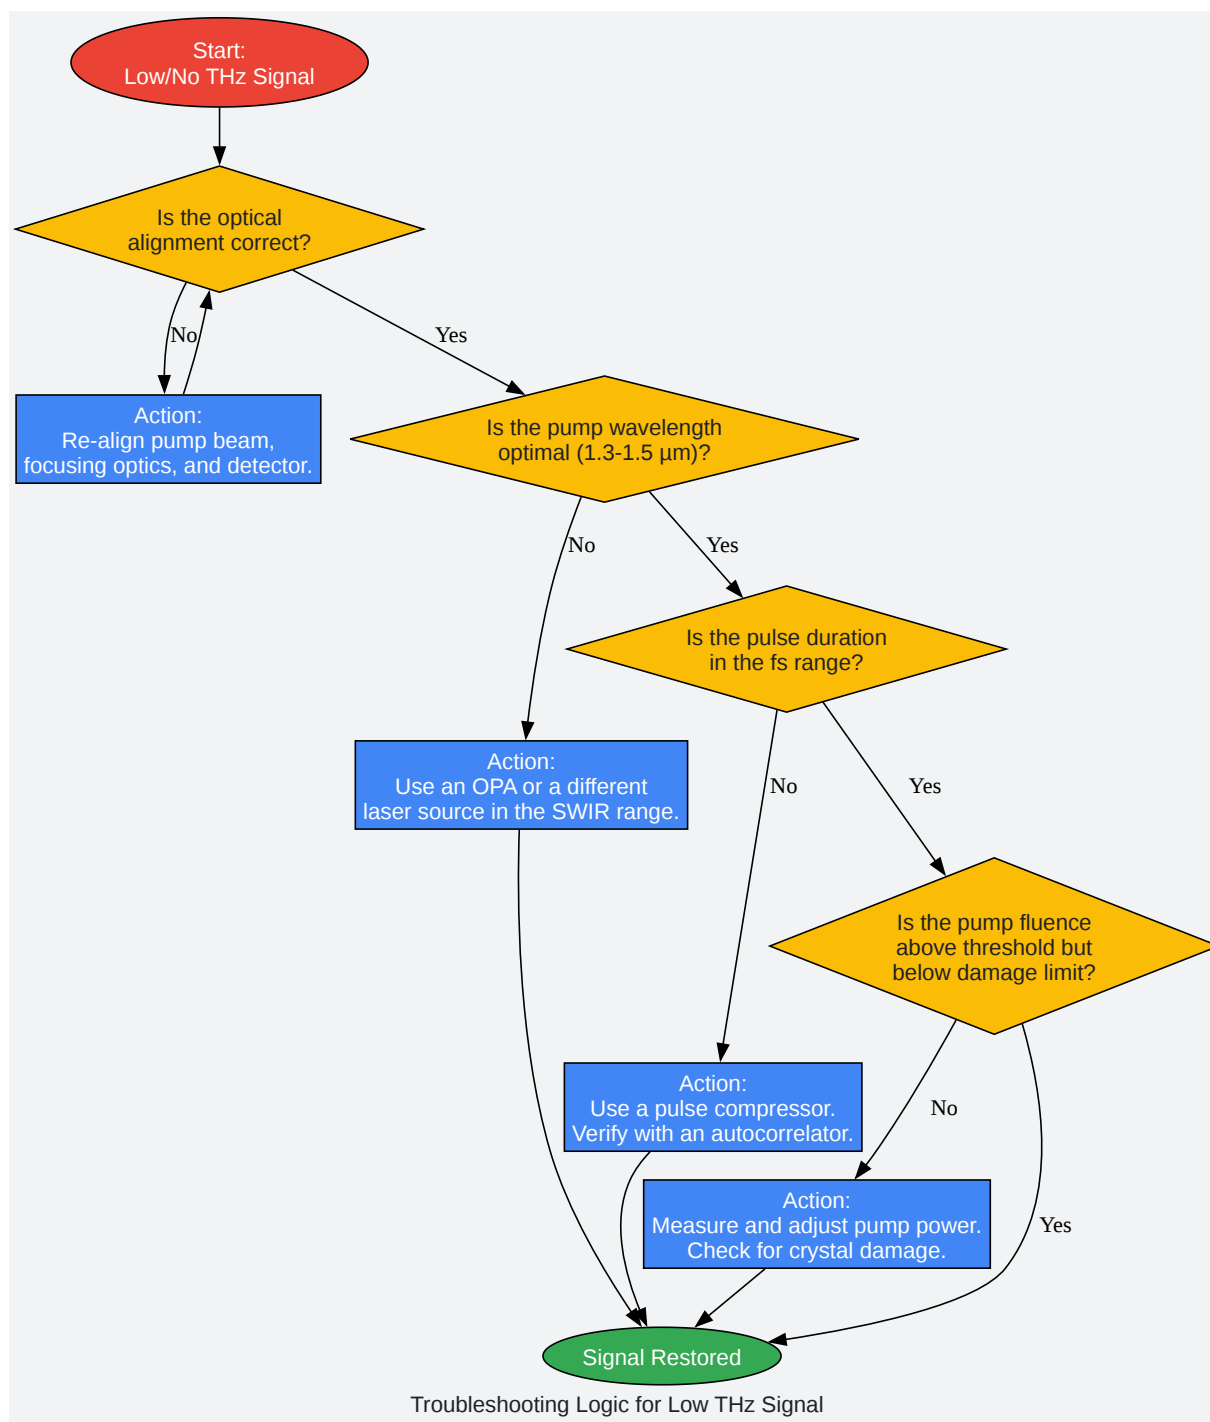 Start:
Low/No THz Signal
Is the optical
alignment correct?
No
Yes
Action:
Re-align pump beam,
focusing optics, and detector.
Is the pump wavelength
optimal (1.3-1.5 µm)?
No
Yes
Is the pulse duration
in the fs range?
Action:
Use an OPA or a different
laser source in the SWIR range.
No
Yes
Is the pump fluence
above threshold but
below damage limit?
Action:
Use a pulse compressor.
Verify with an autocorrelator.
No
Action:
Measure and adjust pump power.
Check for crystal damage.
Yes
Signal Restored
Troubleshooting Logic for Low THz Signal